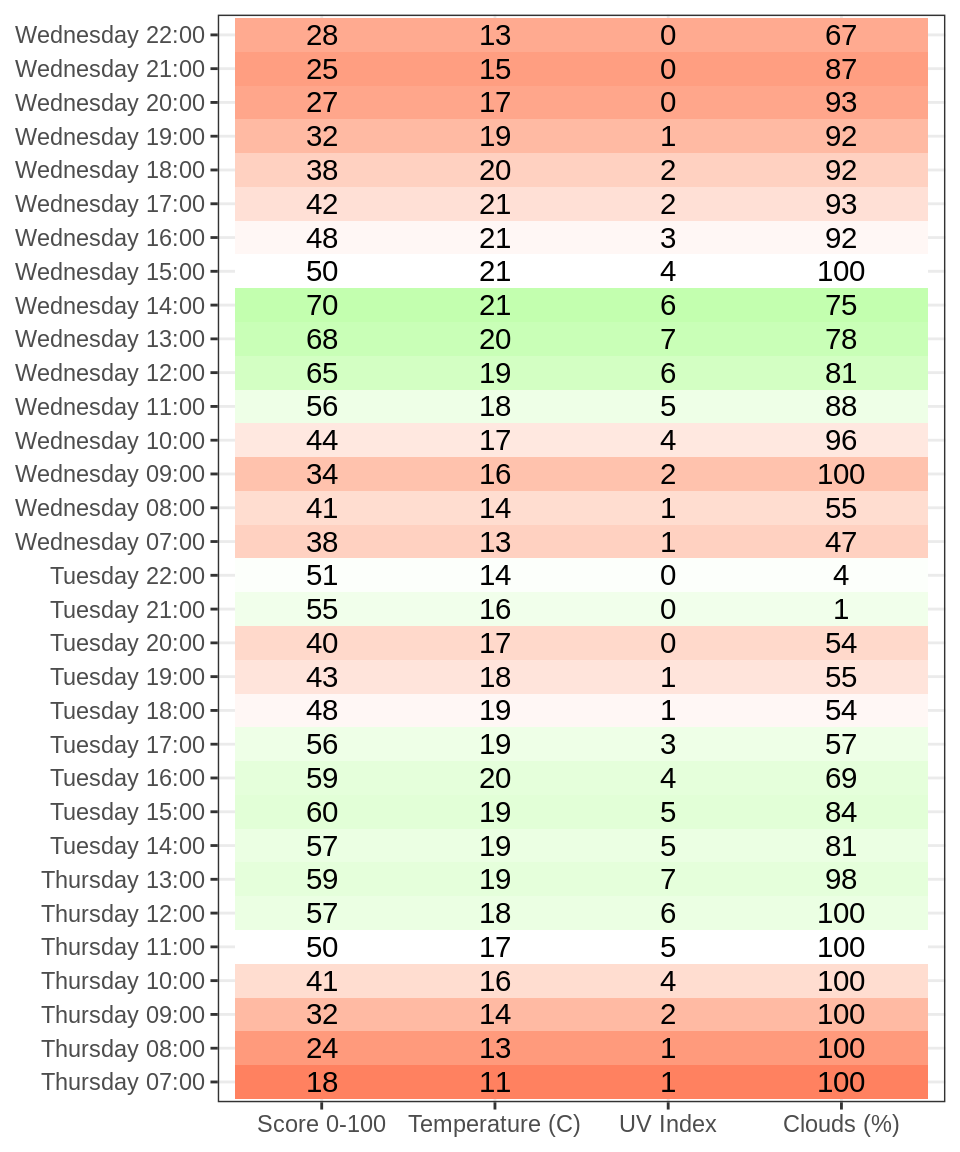 Wednesday 22:00 28 13 0 67
Wednesday 21:00 25 15 0 87
Wednesday 20:00 27 17 0 93
Wednesday 19:00 32 19 1 92
Wednesday 18:00 38 20 2 92
Wednesday 17:00 42 21 2 93
Wednesday 16:00 48 21 3 92
Wednesday 15:00 50 21 4 100
Wednesday 14:00 70 21 6 75
Wednesday 13:00 68 20 7 78
Wednesday 12:00 65 19 6 81
Wednesday 11:00 56 18 5 88
Wednesday 10:00 44 17 4 96
Wednesday 09:00 34 16 2 100
Wednesday 08:00 41 14 1 55
Wednesday 07:00 38 13 1 47
Tuesday 22:00 51 14 0 4
Tuesday 21:00 55 16 0 1
Tuesday 20:00 40 17 0 54
Tuesday 19:00 43 18 1 55
Tuesday 18:00 48 19 1 54
Tuesday 17:00 56 19 3 57
Tuesday 16:00 59 20 4 69
Tuesday 15:00 60 19 5 84
Tuesday 14:00 57 19 5 81
Thursday 13:00 59 19 7 98
Thursday 12:00 57 18 6 100
Thursday 11:00 50 17 5 100
Thursday 10:00 41 16 4 100
Thursday 09:00 32 14 2 100
Thursday 08:00 24 13 1 100
Thursday 07:00 18 11 1 100
Score 0-100 Temperature (C) UV Index Clouds (%)